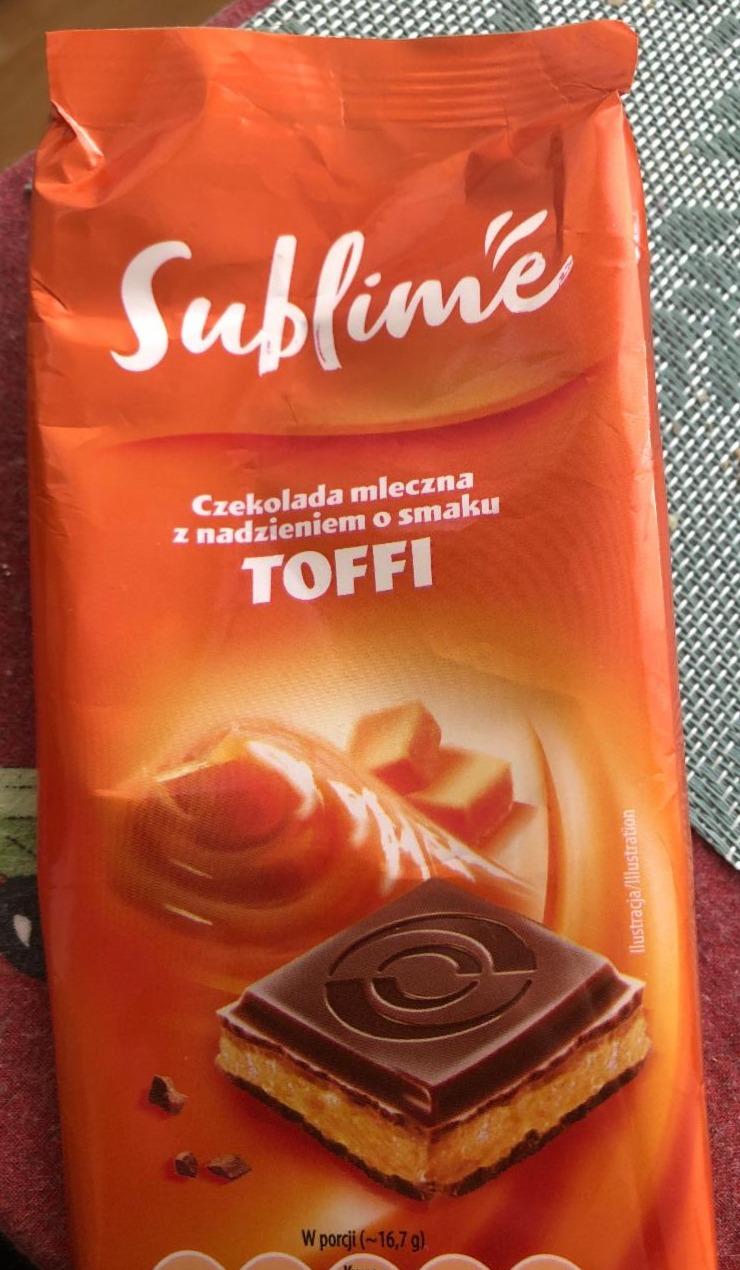 Sublime
Czekolada mleczna
z nadzieniem o smaku
TOFFI
Ilustracja/Illustration
W porcji (~16,7 g)